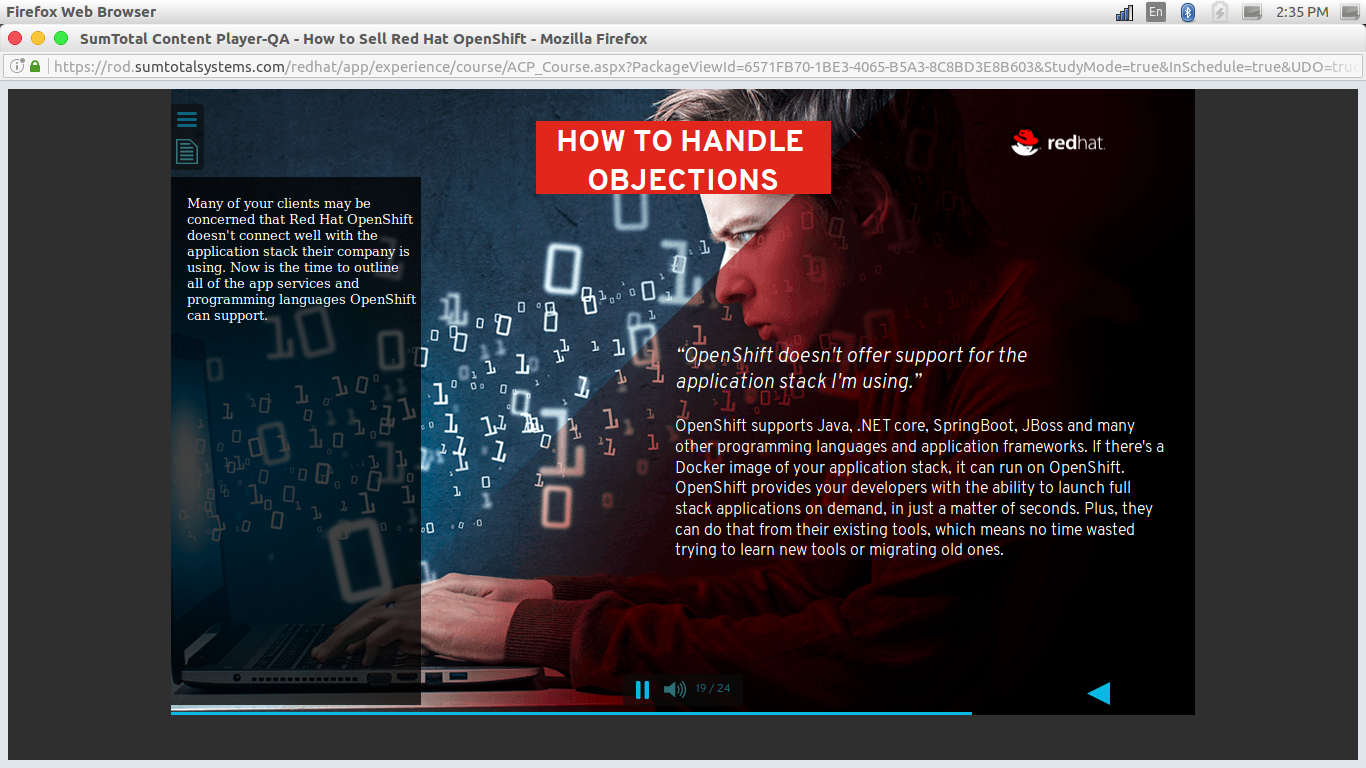 Firefox Web Browser
En
2:35 PM
SumTotal Content Player-QA - How to Sell Red Hat OpenShift - Mozilla Firefox
https://rod.sumtotalsystems.com/redhat/app/experience/course/ACP_Course.aspx?PackageViewId=6571FB70-1BE3-4065-B5A3-8C8BD3E8B603&StudyMode=true&InSchedule=true&UDO=true
HOW TO HANDLE
OBJECTIONS
redhat.
Many of your clients may be
concerned that Red Hat OpenShift
doesn't connect well with the
application stack their company is
using. Now is the time to outline
all of the app services and
programming languages OpenShift
can support.
“OpenShift doesn't offer support for the
application stack I'm using.”
OpenShift supports Java, .NET core, SpringBoot, JBoss and many
other programming languages and application frameworks. If there's a
Docker image of your application stack, it can run on OpenShift.
OpenShift provides your developers with the ability to launch full
stack applications on demand, in just a matter of seconds. Plus, they
can do that from their existing tools, which means no time wasted
trying to learn new tools or migrating old ones.
19 / 24